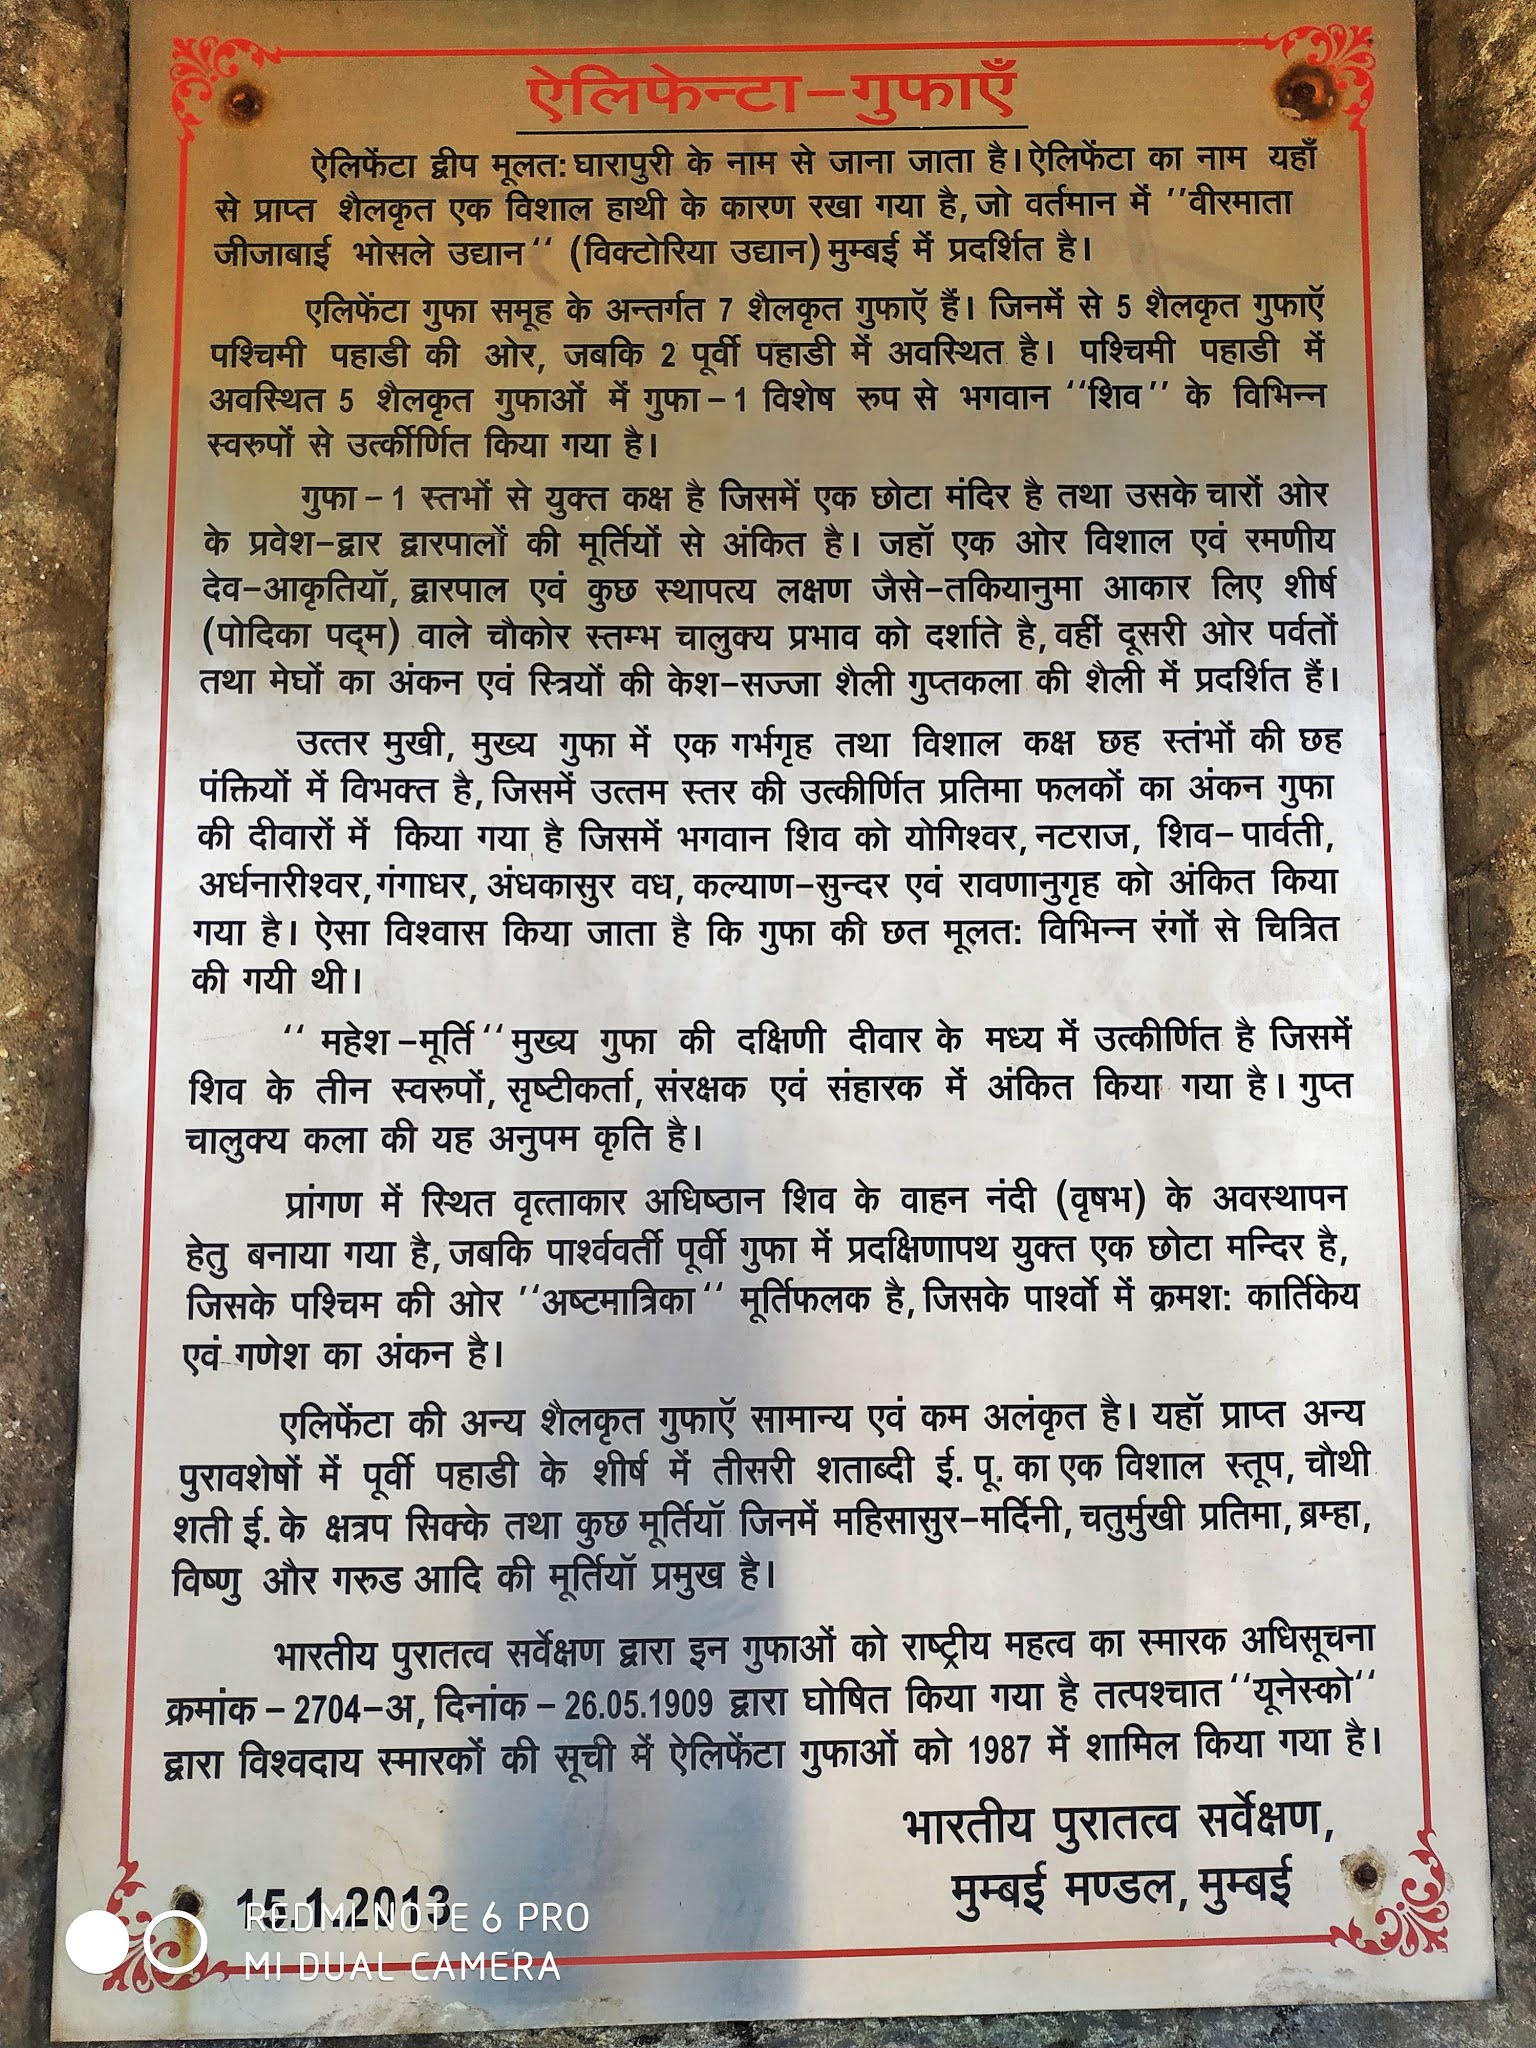 ऐलिफेन्टा-गुफाएँ
ऐलिफेंटा द्वीप मूलत: घारापुरी के नाम से जाना जाता है। ऐलिफेंटा का नाम यहाँ
से प्राप्त शैलकृत एक विशाल हाथी के कारण रखा गया है, जो वर्तमान में ''वीरमाता
जीजाबाई भोसले उद्यान‘‘ (विक्टोरिया उद्यान) मुम्बई में प्रदर्शित है।
एलिफेंटा गुफा समूह के अन्तर्गत 7 शैलकृत गुफाऍ हैं। जिनमें से 5 शैलकृत गुफाऍ
पश्चिमी पहाडी की ओर, जबकि 2 पूर्वी पहाडी में अवस्थित है। पश्चिमी पहाडी में
अवस्थित 5 शैलकृत गुफाओं में गुफा-1 विशेष रुप से भगवान ‘‘शिव’’ के विभिन्न
स्वरुपों से उर्त्कीर्णित किया गया है।
गुफा-1 स्तभों से युक्त कक्ष है जिसमें एक छोटा मंदिर है तथा उसके चारों ओर
के प्रवेश-द्वार द्वारपालों की मूर्तियों से अंकित है। जहॉ एक ओर विशाल एवं रमणीय
देव-आकृतियॉ, द्वारपाल एवं कुछ स्थापत्य लक्षण जैसे-तकियानुमा आकार लिए शीर्ष
(पोदिका पद्म) वाले चौकोर स्तम्भ चालुक्य प्रभाव को दर्शाते है, वहीं दूसरी ओर पर्वतों
तथा मेघों का अंकन एवं स्त्रियों की केश-सज्जा शैली गुप्तकला की शैली में प्रदर्शित हैं।
उत्तर मुखी, मुख्य गुफा में एक गर्भगृह तथा विशाल कक्ष छह स्तंभों की छह
पंक्तियों में विभक्त है, जिसमें उत्तम स्तर की उत्कीर्णित प्रतिमा फलकों का अंकन गुफा
की दीवारों में किया गया है जिसमें भगवान शिव को योगिश्वर, नटराज, शिव-पार्वती,
अर्धनारीश्वर, गंगाधर, अंधकासुर वध, कल्याण-सुन्दर एवं रावणानुगृह को अंकित किया
गया है। ऐसा विश्वास किया जाता है कि गुफा की छत मूलत: विभिन्न रंगों से चित्रित
की गयी थी।
‘‘ महेश-मूर्ति‘‘ मुख्य गुफा की दक्षिणी दीवार के मध्य में उत्कीर्णित है जिसमें
शिव के तीन स्वरुपों, सृष्टीकर्ता, संरक्षक एवं संहारक में अंकित किया गया है। गुप्त
चालुक्य कला की यह अनुपम कृति है।
प्रांगण में स्थित वृत्ताकार अधिष्ठान शिव के वाहन नंदी (वृषभ) के अवस्थापन
हेतु बनाया गया है, जबकि पार्श्ववर्ती पूर्वी गुफा में प्रदक्षिणापथ युक्त एक छोटा मन्दिर है,
जिसके पश्चिम की ओर ''अष्टमात्रिका‘‘ मूर्तिफलक है, जिसके पार्श्वो में क्रमश: कार्तिकेय
एवं गणेश का अंकन है।
एलिफेंटा की अन्य शैलकृत गुफाऍ सामान्य एवं कम अलंकृत है। यहॉ प्राप्त अन्य
पुरावशेषों में पूर्वी पहाडी के शीर्ष में तीसरी शताब्दी ई. पू. का एक विशाल स्तूप, चौथी
शती ई. के क्षत्रप सिक्के तथा कुछ मूर्तियॉ जिनमें महिसासुर-मर्दिनी, चतुर्मुखी प्रतिमा, ब्रम्हा,
विष्णु और गरुड आदि की मूर्तियॉ प्रमुख है।
भारतीय पुरातत्व सर्वेक्षण द्वारा इन गुफाओं को राष्ट्रीय महत्व का स्मारक अधिसूचना
क्रमांक-2704-अ, दिनांक-26.05.1909 द्वारा घोषित किया गया है तत्पश्चात ‘‘यूनेस्को‘‘
द्वारा विश्वदाय स्मारकों की सूची में ऐलिफेंटा गुफाओं को 1987 में शामिल किया गया है।
भारतीय पुरातत्व सर्वेक्षण,
मुम्बई मण्डल, मुम्बई
15.1.2013
REDMI NOTE 6 PRO
MI DUAL CAMERA